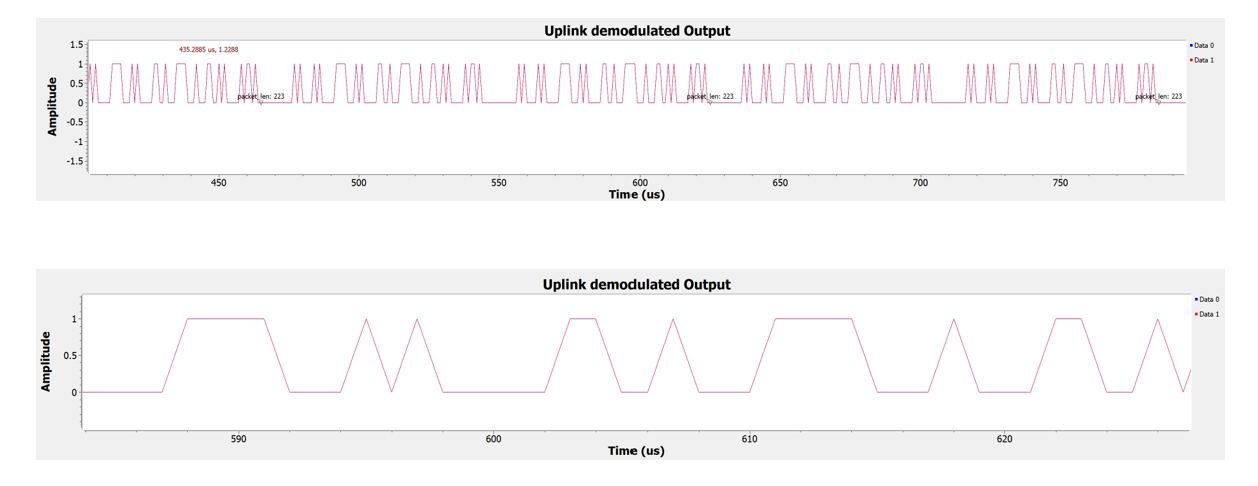 Uplink demodulated Output
Data 0
Data 1
Amplitude
1.5
1
0.5
0
-0.5
-1
-1.5
435.2885 us, 1.2288
packet_len: 223
packet_len: 223
packet_len: 223
450
500
550
600
650
700
750
Time (us)
Uplink demodulated Output
Data 0
Data 1
Amplitude
1
0.5
0
590
600
610
620
Time (us)